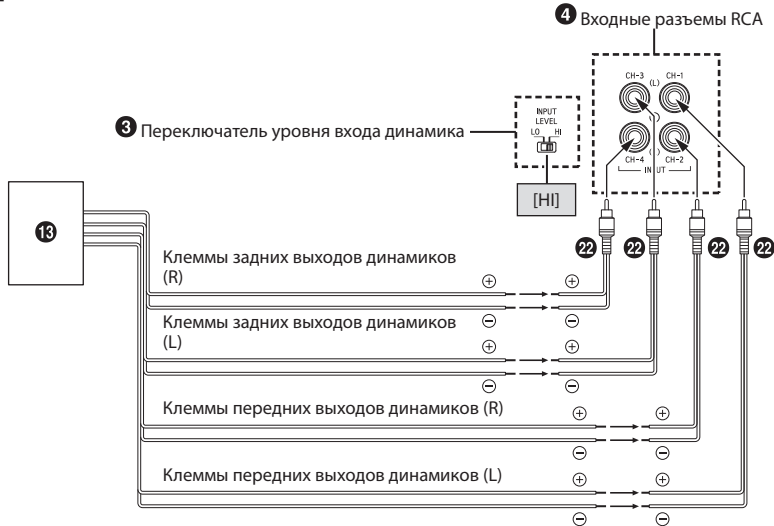 4 Входные разъемы RCA
CH-3 (L) CH-1
3 Переключатель уровня входа динамика
INPUT
LEVEL
LO HI
CH-4 CH-2
INPUT
[HI]
13
22 22 22 22
Клеммы задних выходов динамиков
(R)
⊕ ⊕
⊖ ⊖
Клеммы задних выходов динамиков
(L)
⊕ ⊕
⊖ ⊖
Клеммы передних выходов динамиков (R)
⊕ ⊕
⊖ ⊖
Клеммы передних выходов динамиков (L)
⊕ ⊕
⊖ ⊖